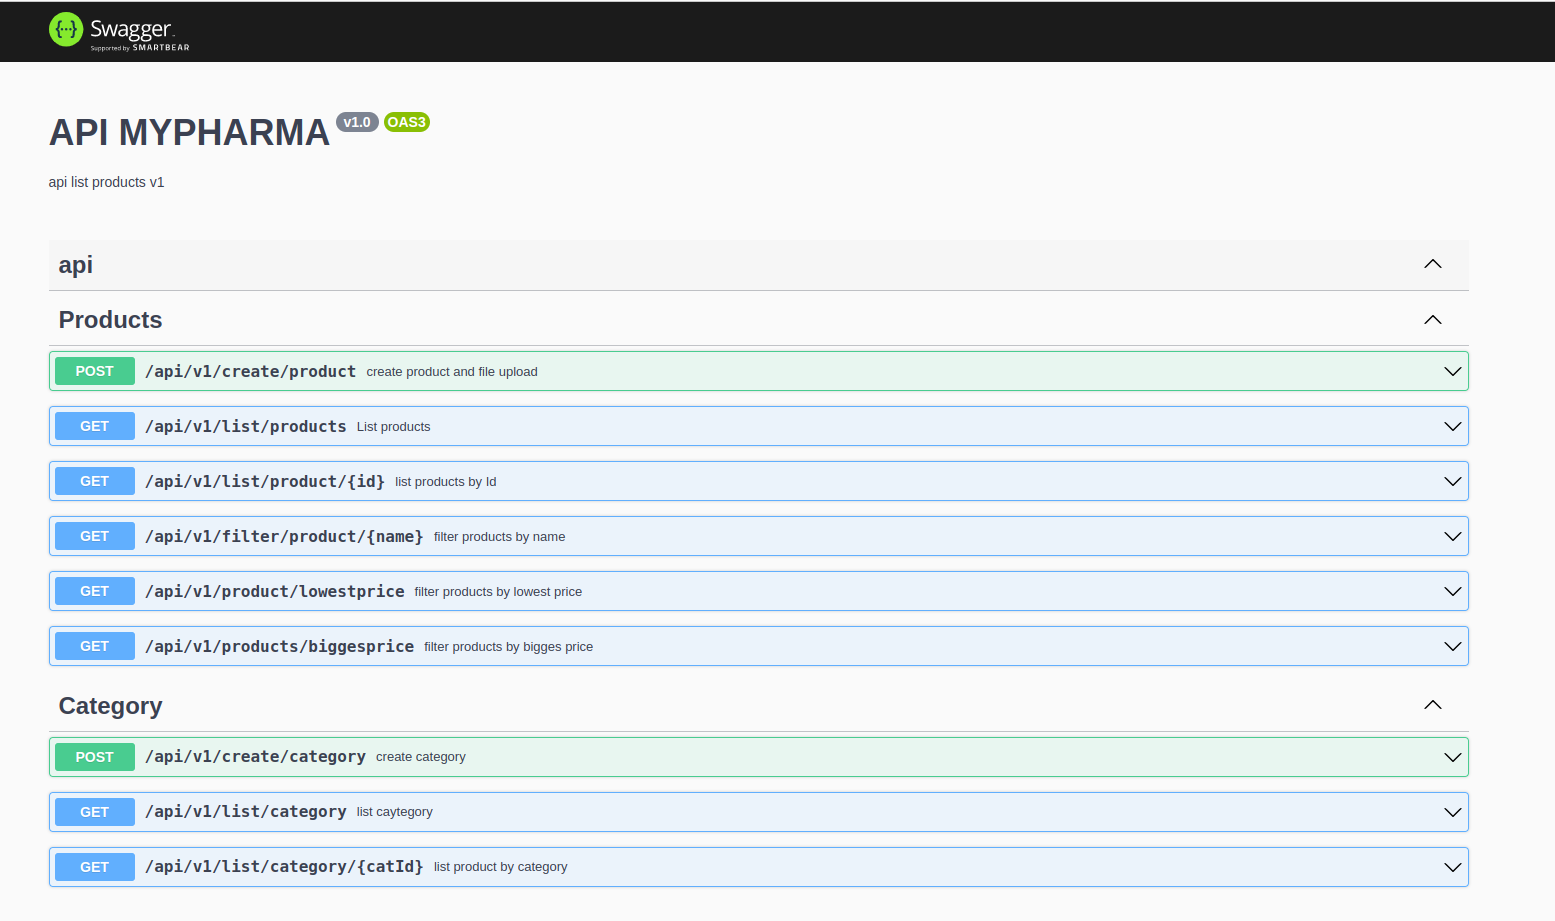 Swagger
Supported by SMARTBEAR
API MYPHARMA v1.0 OAS3
api list products v1
api
Products
POST /api/v1/create/product create product and file upload
GET /api/v1/list/products List products
GET /api/v1/list/product/{id} list products by Id
GET /api/v1/filter/product/{name} filter products by name
GET /api/v1/product/lowestprice filter products by lowest price
GET /api/v1/products/biggesprice filter products by bigges price
Category
POST /api/v1/create/category create category
GET /api/v1/list/category list caytegory
GET /api/v1/list/category/{catId} list product by category